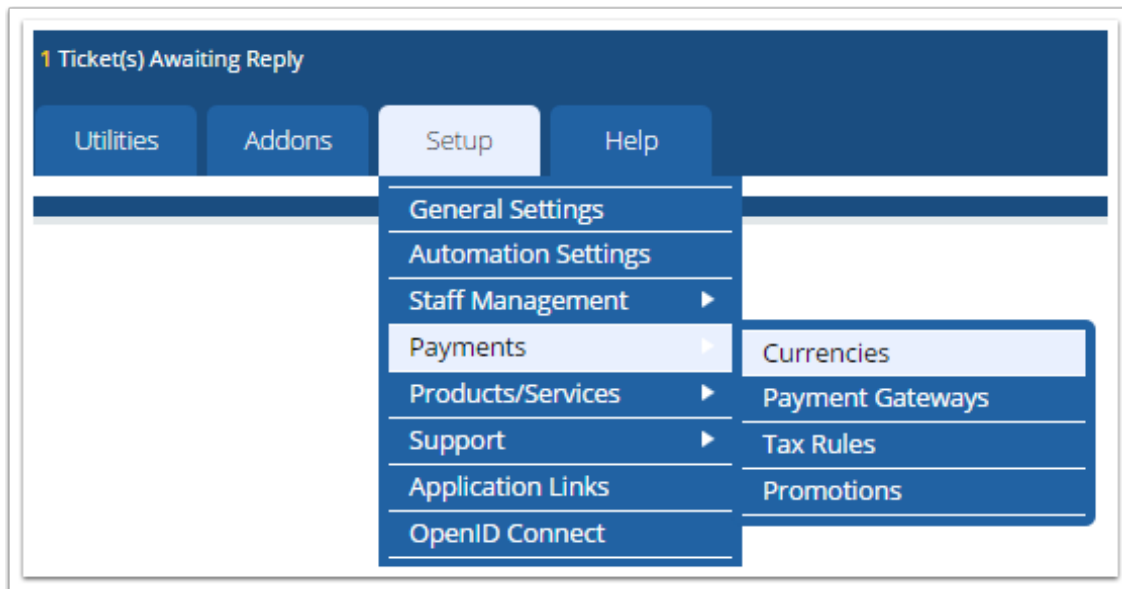 1 Ticket(s) Awaiting Reply
Utilities Addons Setup Help
General Settings
Automation Settings
Staff Management
Payments
Products/Services
Support
Application Links
OpenID Connect
Currencies
Payment Gateways
Tax Rules
Promotions